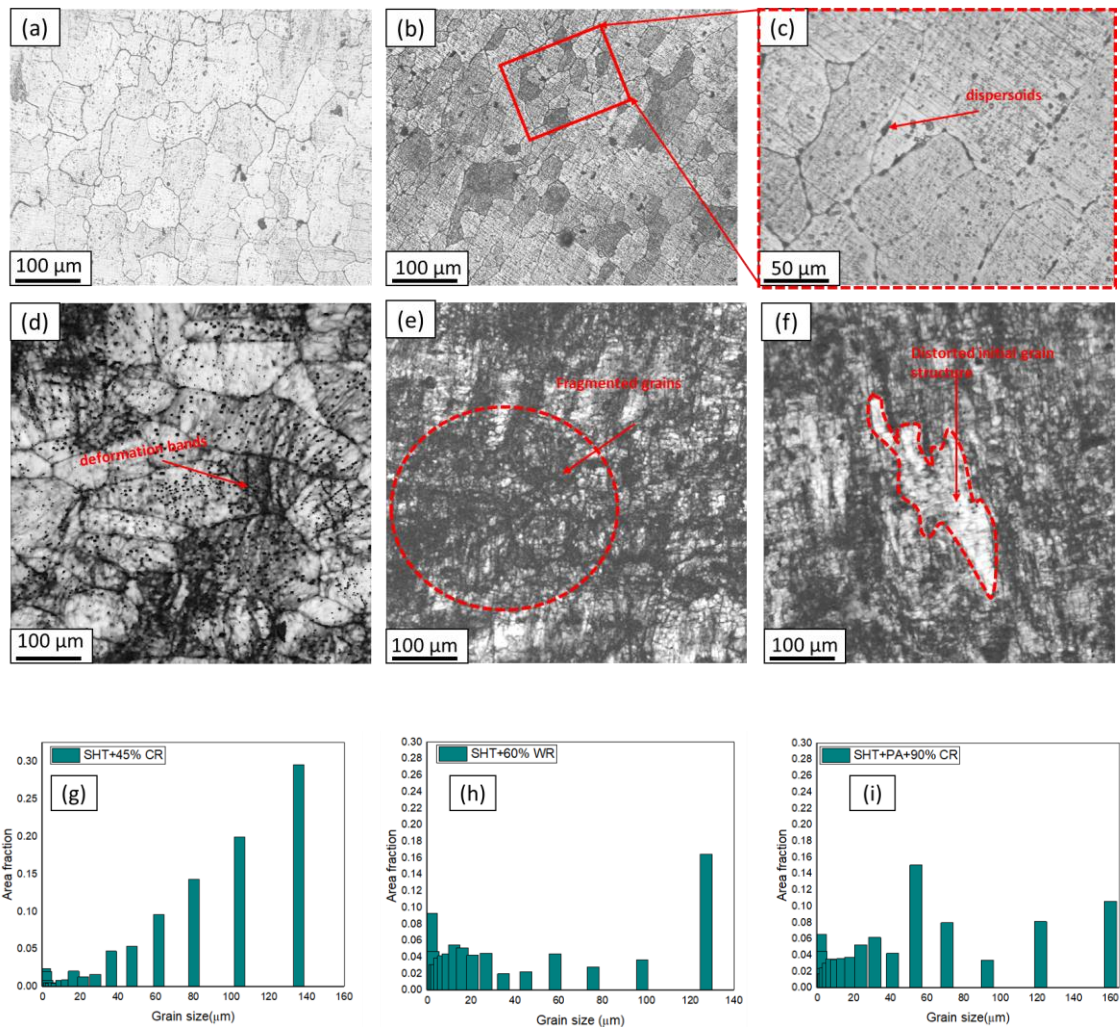 (a)
(b)
(c)
dispersoids
100 μm
100 μm
50 μm
(d)
(e)
(f)
deformation bands
Fragmented grains
Distorted initial grain
structure
100 μm
100 μm
100 μm
SHT+45% CR
(g)
Area fraction
0.30
0.25
0.20
0.15
0.10
0.05
0.00
0 20 40 60 80 100 120 140 160
Grain size(μm)
SHT+60% WR
(h)
Area fraction
0.30
0.28
0.26
0.24
0.22
0.20
0.18
0.16
0.14
0.12
0.10
0.08
0.06
0.04
0.02
0.00
0 20 40 60 80 100 120 140
Grain size (μm)
SHT+PA+90% CR
(i)
Area fraction
0.30
0.28
0.26
0.24
0.22
0.20
0.18
0.16
0.14
0.12
0.10
0.08
0.06
0.04
0.02
0.00
0 20 40 60 80 100 120 140 160
Grain size(μm)